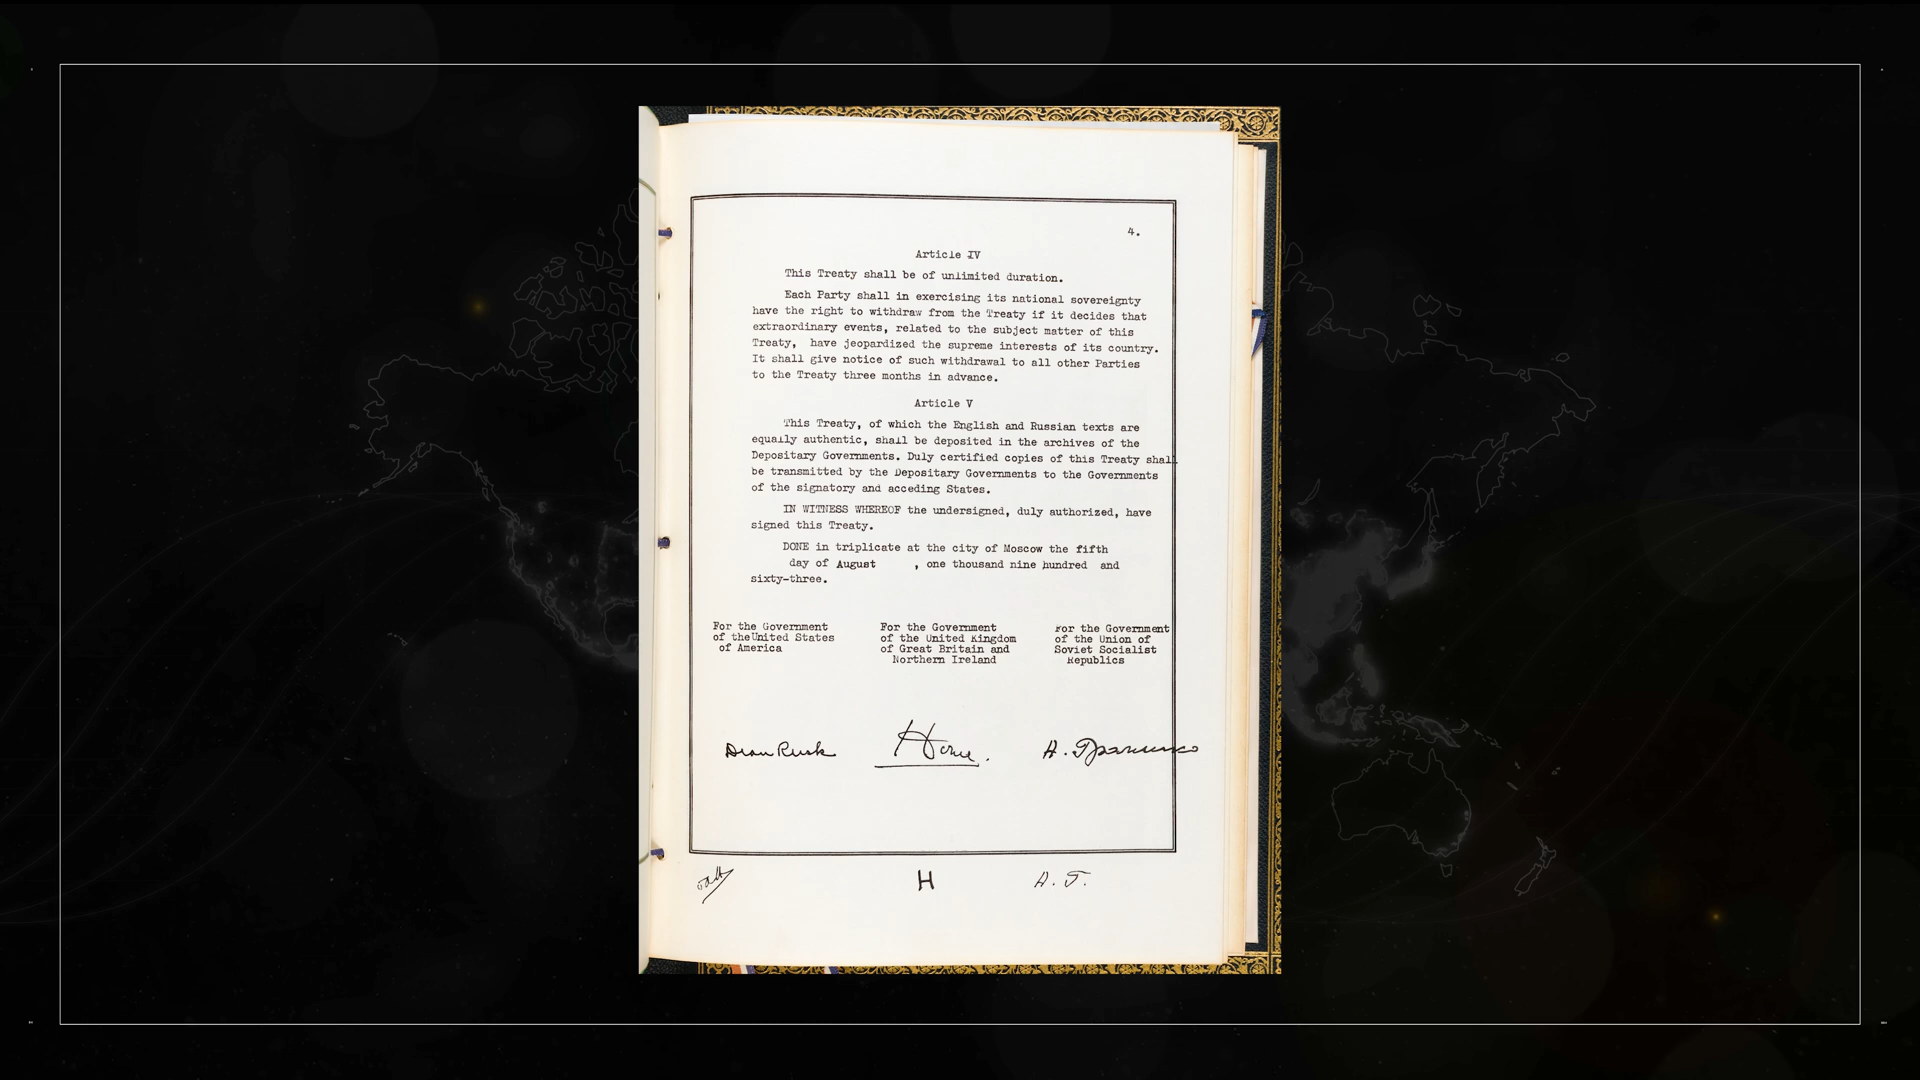 4.
Article IV
This Treaty shall be of unlimited duration.
Each Party shall in exercising its national sovereignty
have the right to withdraw from the Treaty if it decides that
extraordinary events, related to the subject matter of this
Treaty, have jeopardized the supreme interests of its country.
It shall give notice of such withdrawal to all other Parties
to the Treaty three months in advance.
Article V
This Treaty, of which the English and Russian texts are
equally authentic, shall be deposited in the archives of the
Depositary Governments. Duly certified copies of this Treaty shall
be transmitted by the Depositary Governments to the Governments
of the signatory and acceding States.
IN WITNESS WHEREOF the undersigned, duly authorized, have
signed this Treaty.
DONE in triplicate at the city of Moscow the fifth
day of August , one thousand nine hundred and
sixty-three.
For the Government
of the United States
of America
For the Government
of the United Kingdom
of Great Britain and
Northern Ireland
For the Government
of the Union of
Soviet Socialist
Republics
Dean Rusk
Home.
А. Громыко
H
А. Г.